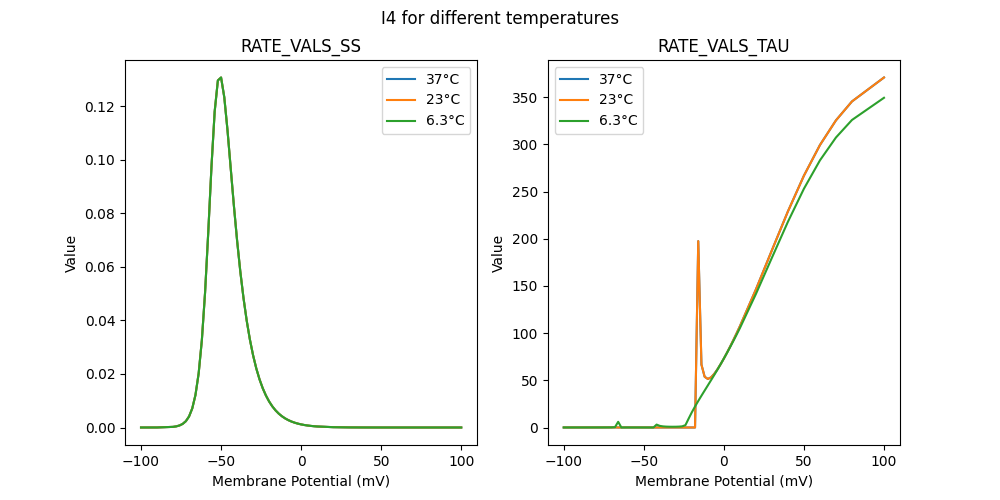 I4 for different temperatures
RATE_VALS_SS
RATE_VALS_TAU
37°C
23°C
6.3°C
37°C
23°C
6.3°C
Value
0.12
0.10
0.08
0.06
0.04
0.02
0.00
−100
−50
0
50
100
Membrane Potential (mV)
Value
350
300
250
200
150
100
50
0
−100
−50
0
50
100
Membrane Potential (mV)